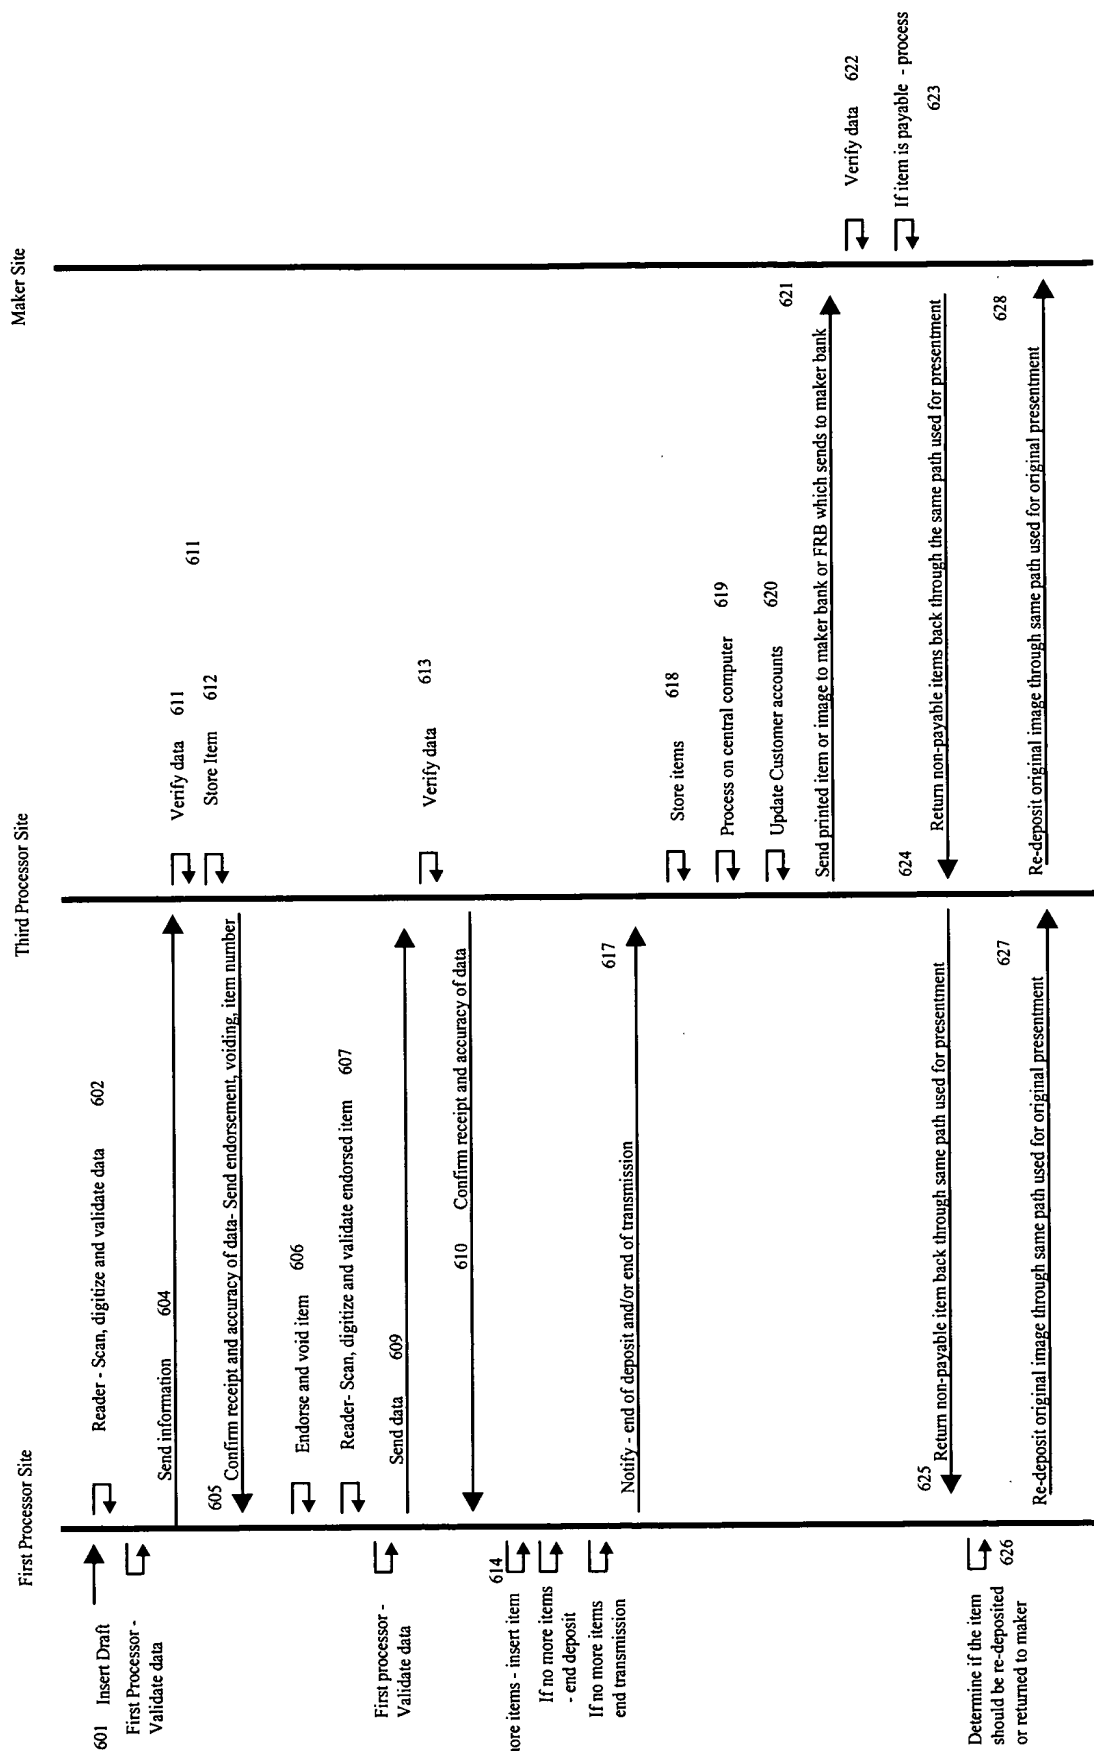 First Processor Site
Third Processor Site
Maker Site
601 Insert Draft
Reader - Scan, digitize and validate data 602
First Processor -
Validate data
Send information 604
Verify data 611
611
Store Item 612
605
Confirm receipt and accuracy of data- Send endorsement, voiding, item number
Endorse and void item 606
Reader- Scan, digitize and validate endorsed item 607
First processor -
Validate data
Send data 609
Verify data 613
610 Confirm receipt and accuracy of data
614
ore items - insert item
If no more items
- end deposit
If no more items
end transmission
617
Notify - end of deposit and/or end of transmission
Store items 618
Process on central computer 619
Update Customer accounts 620
621
Send printed item or image to maker bank or FRB which sends to maker bank
Verify data 622
If item is payable - process
623
624
Return non-payable items back through the same path used for presentment
625
Return non-payable item back through same path used for presentment
Determine if the item
should be re-deposited
or returned to maker
626
627
Re-deposit original image through same path used for original presentment
628
Re-deposit original image through same path used for original presentment